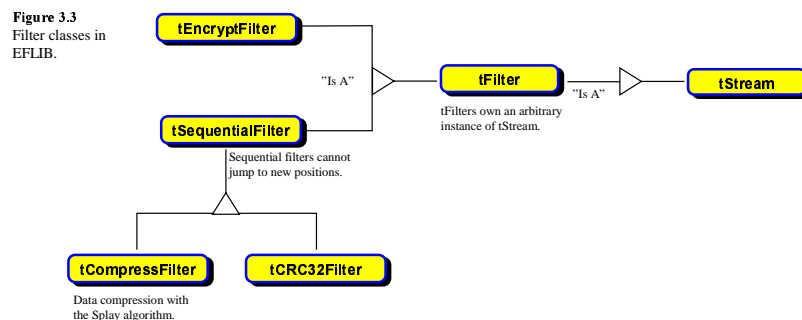 Figure 3.3
Filter classes in
EFLIB.
tEncryptFilter
"Is A"
tFilter
"Is A"
tStream
tFilters own an arbitrary
instance of tStream.
tSequentialFilter
Sequential filters cannot
jump to new positions.
tCompressFilter
tCRC32Filter
Data compression with
the Splay algorithm.